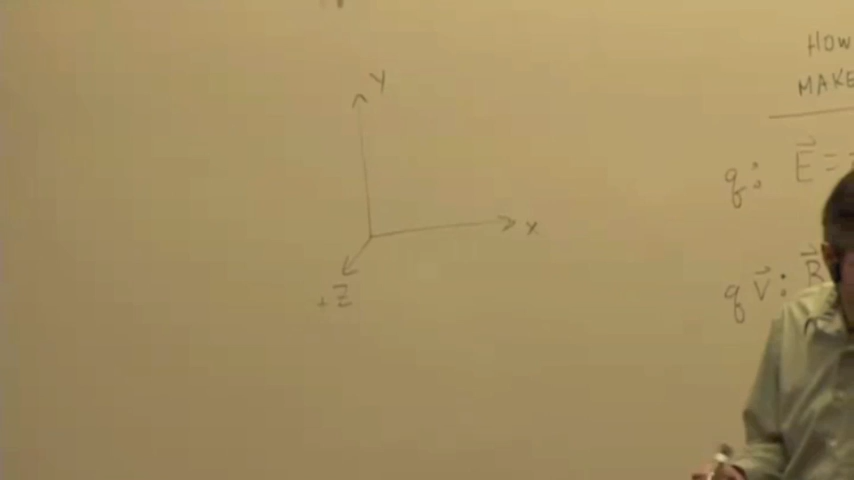 Y
X
+Z
HOW
MAKE
q: E⃗ =
q v⃗ : B⃗